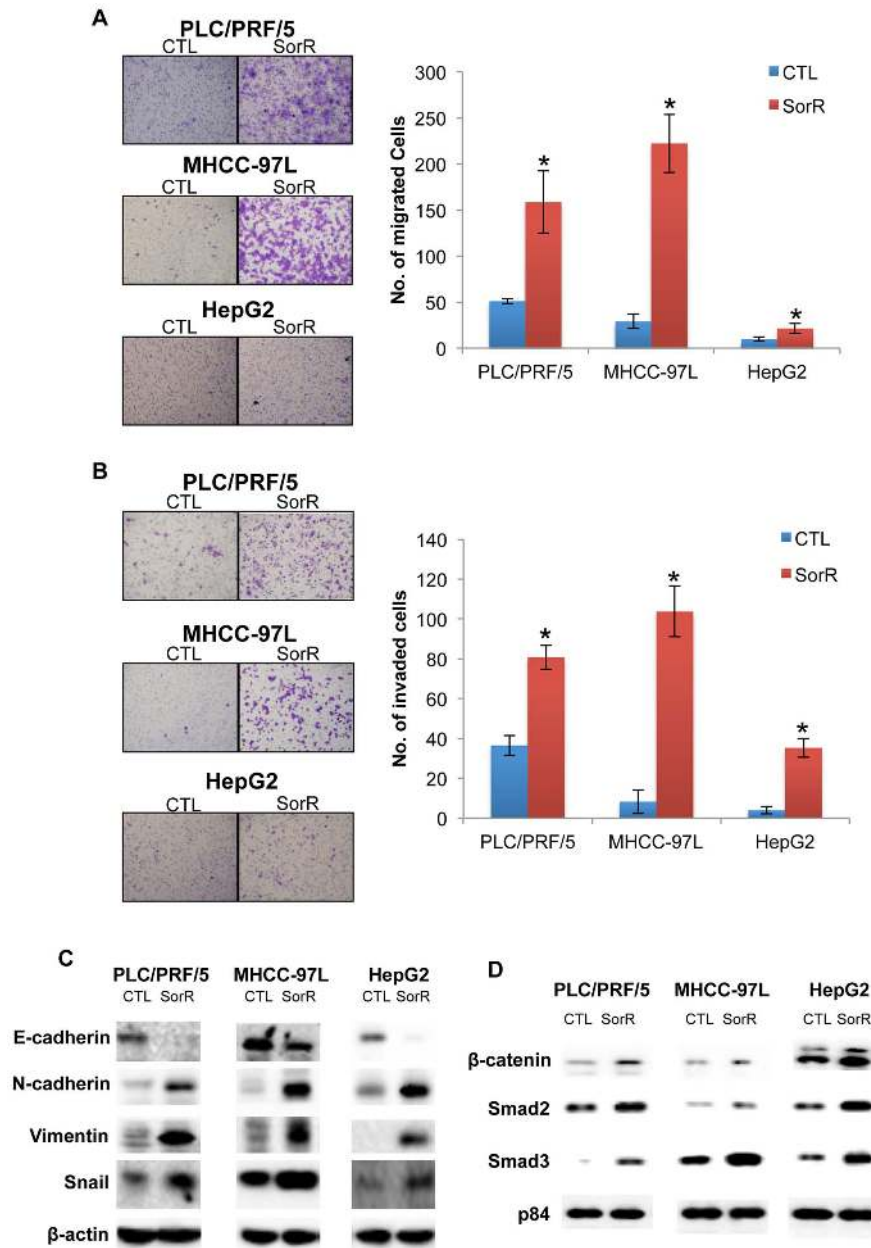 A
PLC/PRF/5
CTL SorR
MHCC-97L
CTL SorR
HepG2
CTL SorR
No. of migrated Cells
300
250
200
150
100
50
0
CTL
SorR
* * *
PLC/PRF/5 MHCC-97L HepG2
B
PLC/PRF/5
CTL SorR
MHCC-97L
CTL SorR
HepG2
CTL SorR
No. of invaded cells
140
120
100
80
60
40
20
0
CTL
SorR
* * *
PLC/PRF/5 MHCC-97L HepG2
C
PLC/PRF/5 MHCC-97L HepG2
CTL SorR CTL SorR CTL SorR
E-cadherin
N-cadherin
Vimentin
Snail
β-actin
D
PLC/PRF/5 MHCC-97L HepG2
CTL SorR CTL SorR CTL SorR
β-catenin
Smad2
Smad3
p84